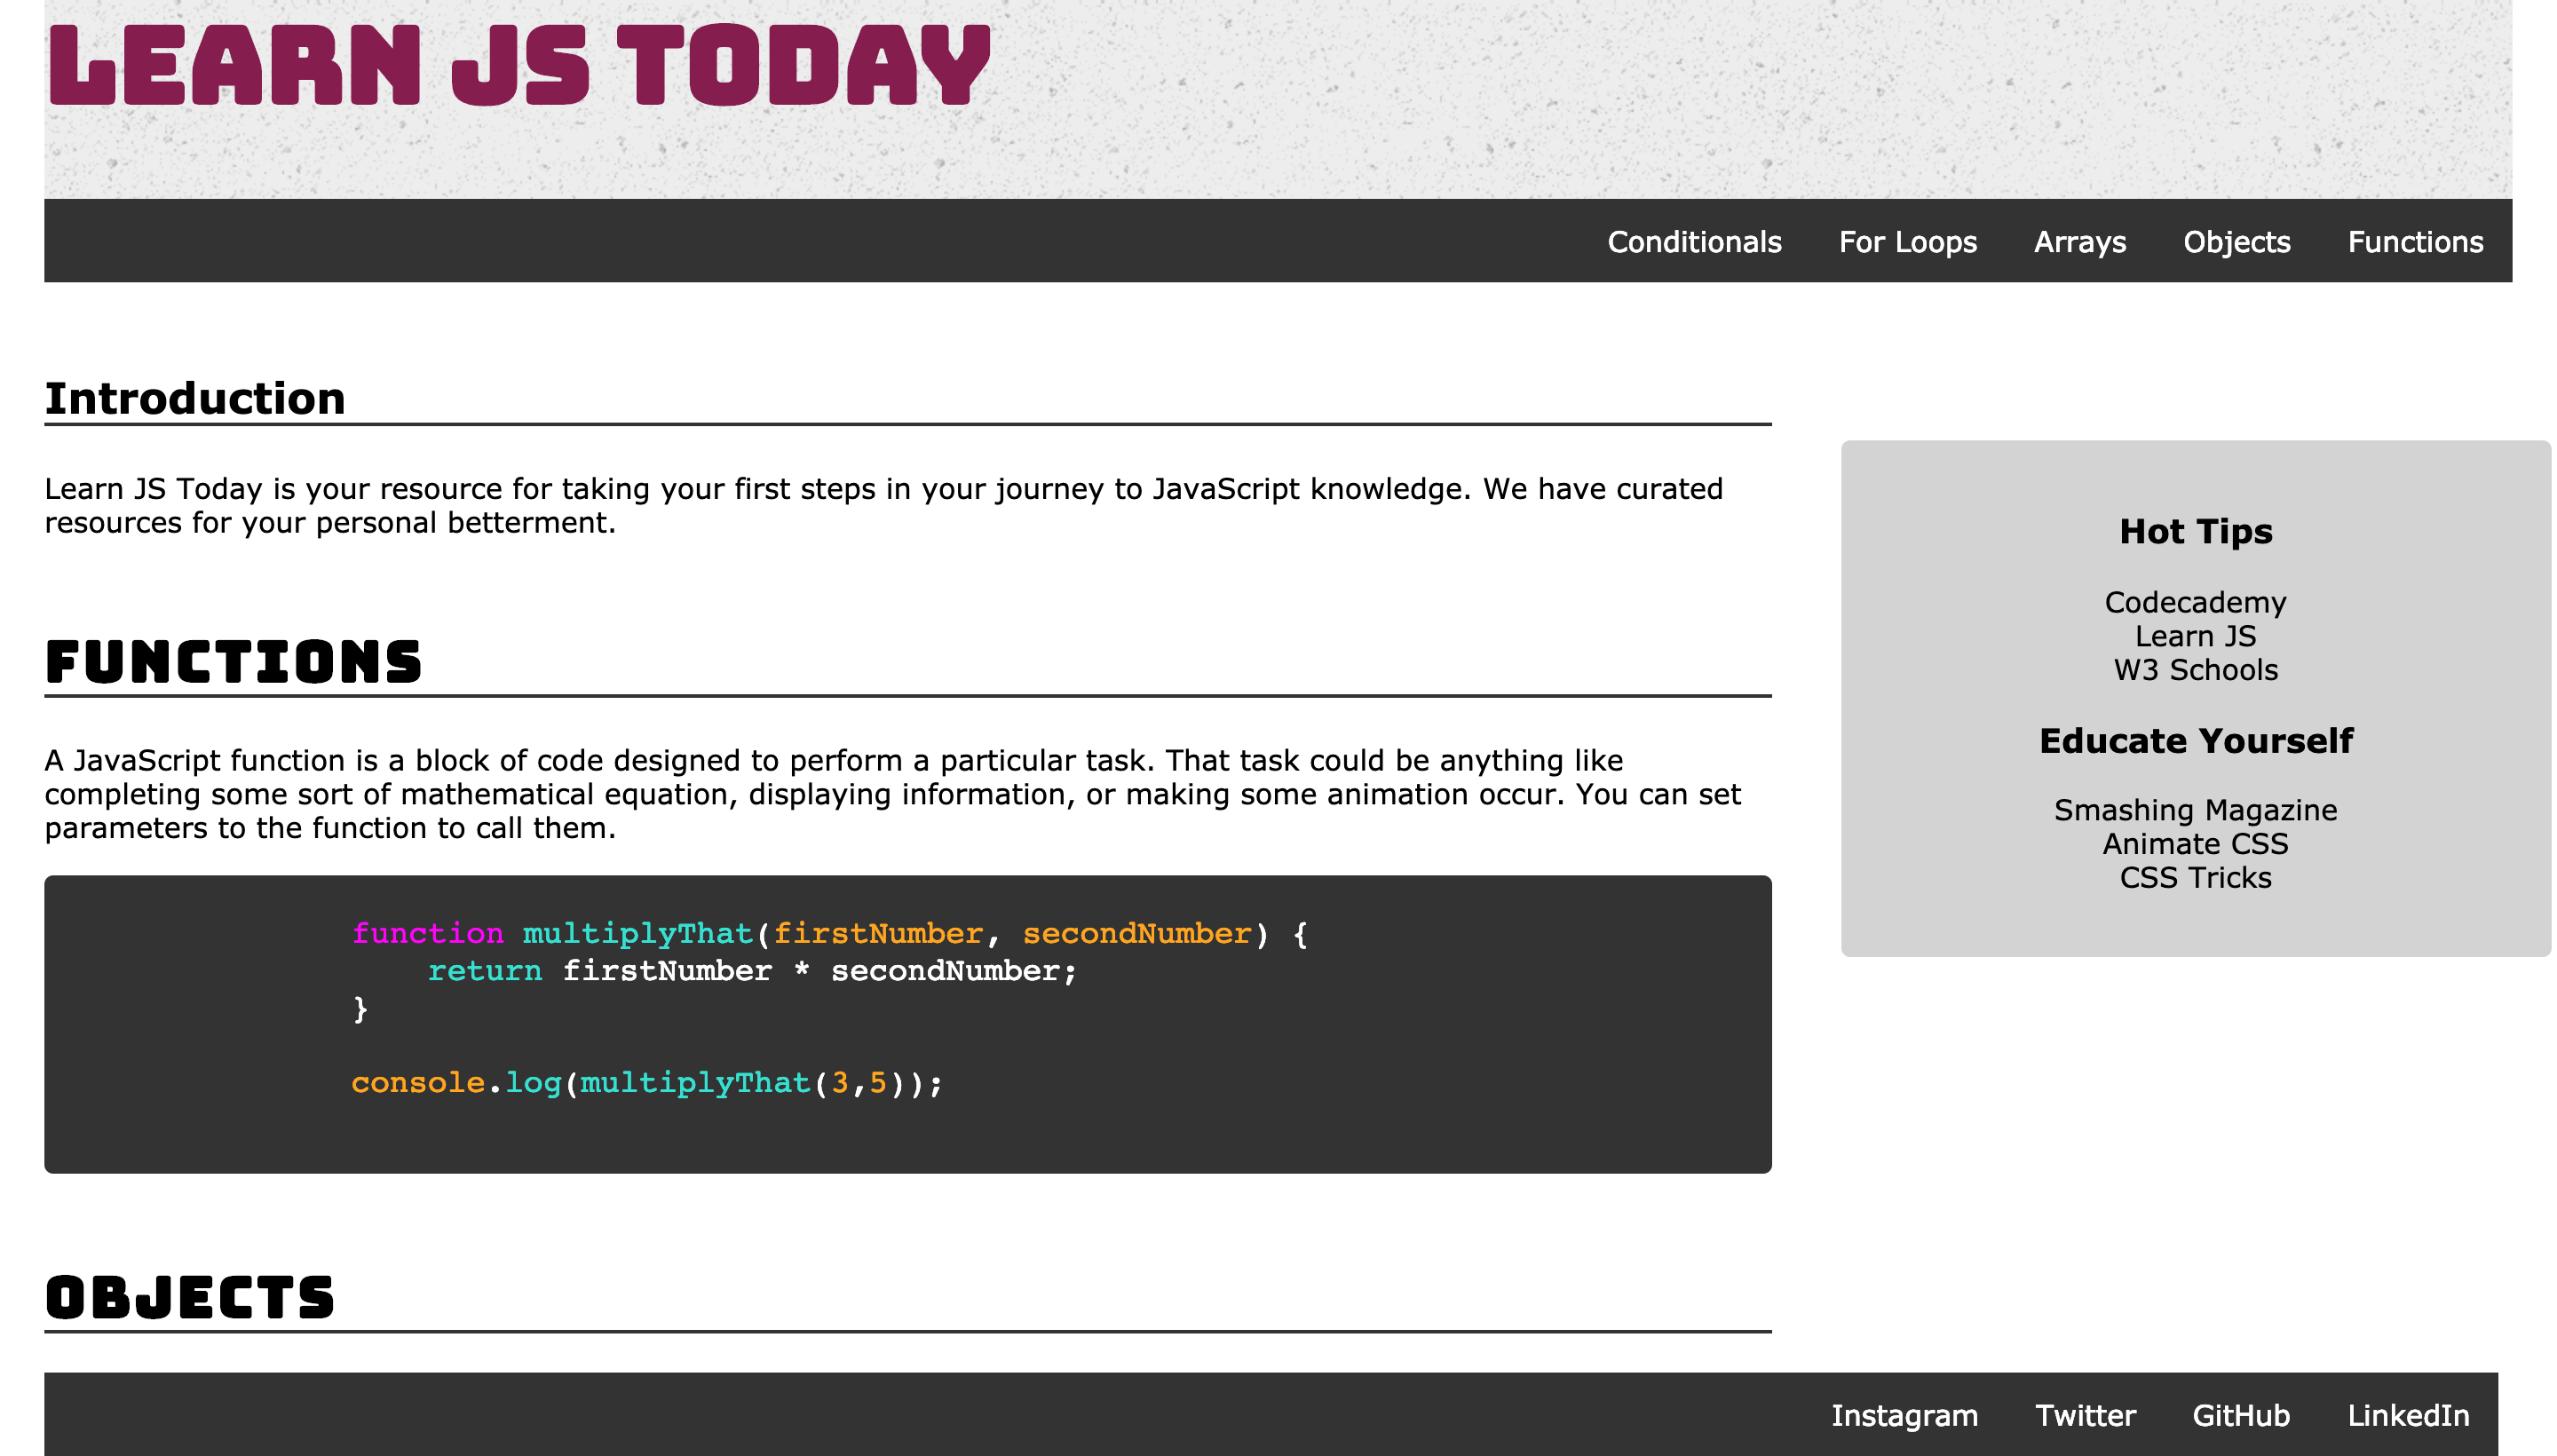 LEARN JS TODAY
Conditionals For Loops Arrays Objects Functions
Introduction
Learn JS Today is your resource for taking your first steps in your journey to JavaScript knowledge. We have curated
resources for your personal betterment.
FUNCTIONS
A JavaScript function is a block of code designed to perform a particular task. That task could be anything like
completing some sort of mathematical equation, displaying information, or making some animation occur. You can set
parameters to the function to call them.
function multiplyThat(firstNumber, secondNumber) {
    return firstNumber * secondNumber;
}
console.log(multiplyThat(3,5));
OBJECTS
Hot Tips
Codecademy
Learn JS
W3 Schools
Educate Yourself
Smashing Magazine
Animate CSS
CSS Tricks
Instagram Twitter GitHub LinkedIn